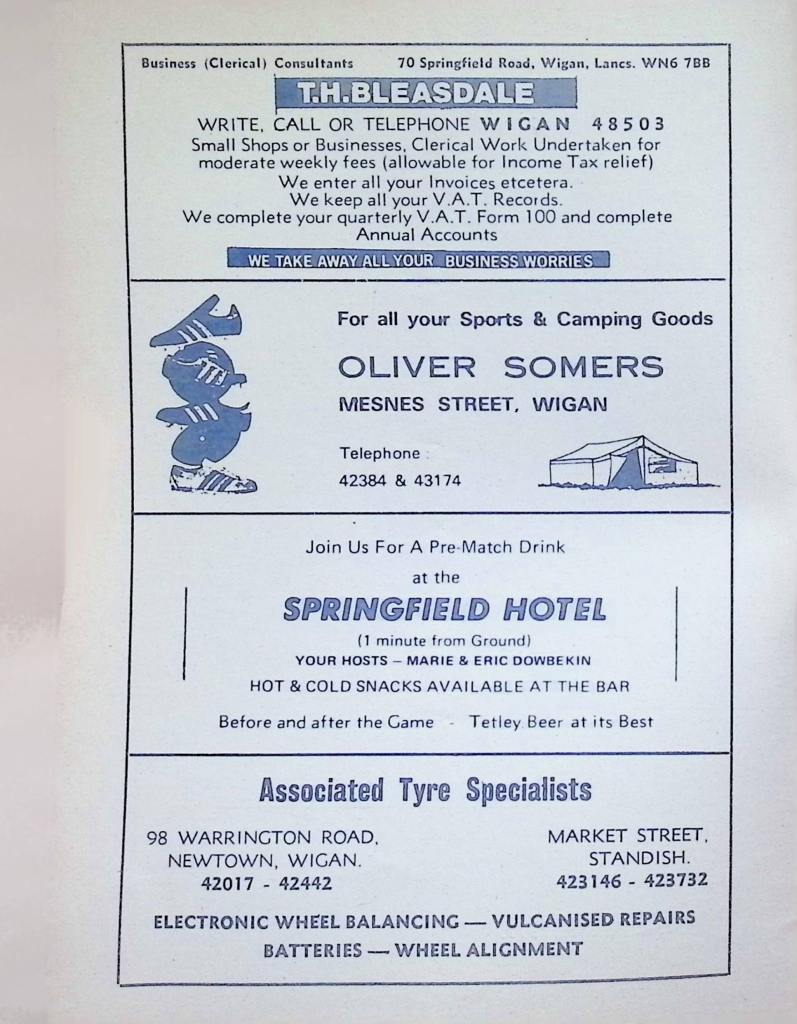 Business (Clerical) Consultants 70 Springfield Road, Wigan, Lancs. WN6 7BB
T.H.BLEASDALE
WRITE, CALL OR TELEPHONE WIGAN 48503
Small Shops or Businesses, Clerical Work Undertaken for
moderate weekly fees (allowable for Income Tax relief)
We enter all your Invoices etcetera.
We keep all your V.A.T. Records.
We complete your quarterly V.A.T. Form 100 and complete
Annual Accounts
WE TAKE AWAY ALL YOUR BUSINESS WORRIES
For all your Sports & Camping Goods
OLIVER SOMERS
MESNES STREET, WIGAN
Telephone :
42384 & 43174
Join Us For A Pre-Match Drink
at the
SPRINGFIELD HOTEL
(1 minute from Ground)
YOUR HOSTS – MARIE & ERIC DOWBEKIN
HOT & COLD SNACKS AVAILABLE AT THE BAR
Before and after the Game - Tetley Beer at its Best
Associated Tyre Specialists
98 WARRINGTON ROAD,
NEWTOWN, WIGAN.
42017 - 42442
MARKET STREET,
STANDISH.
423146 - 423732
ELECTRONIC WHEEL BALANCING — VULCANISED REPAIRS
BATTERIES — WHEEL ALIGNMENT